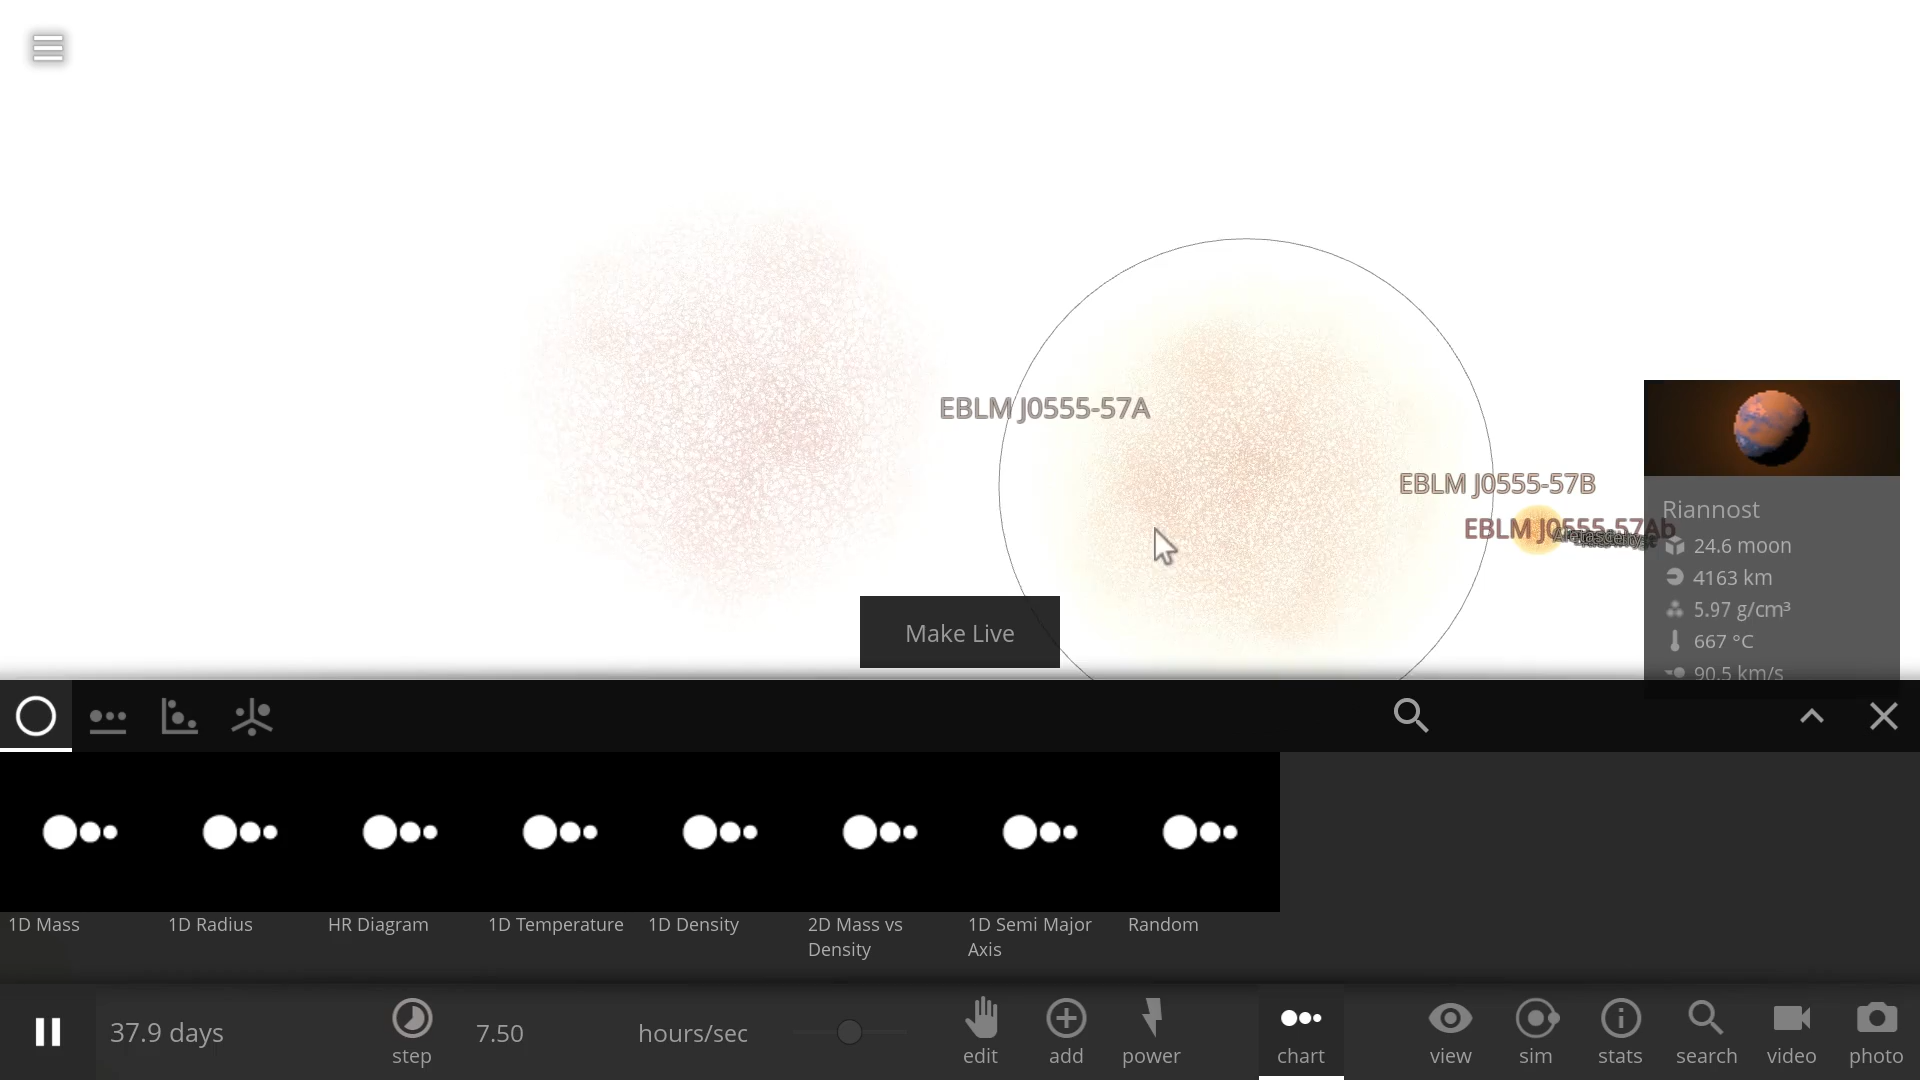 EBLM J0555-57A
EBLM J0555-57B
EBLM J0555-57Ab
Riannost
24.6 moon
4163 km
5.97 g/cm³
667 °C
90.5 km/s
Make Live
1D Mass
1D Radius
HR Diagram
1D Temperature
1D Density
2D Mass vs
Density
1D Semi Major
Axis
Random
37.9 days
step
7.50
hours/sec
edit
add
power
chart
view
sim
stats
search
video
photo